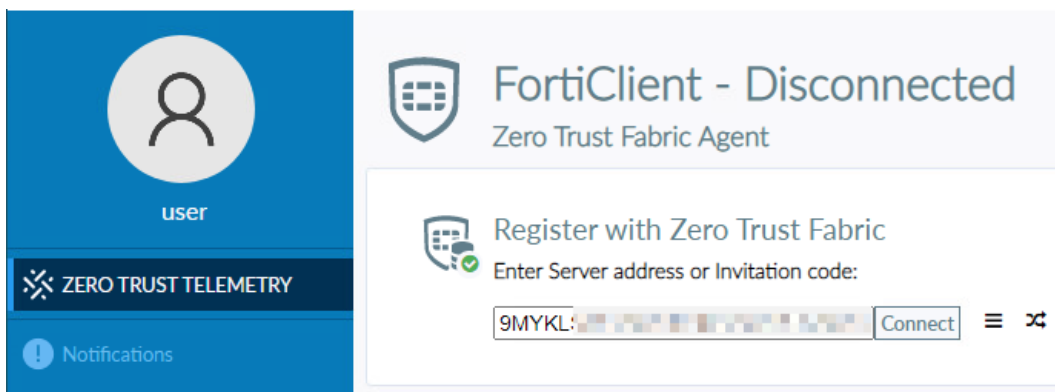 user
ZERO TRUST TELEMETRY
Notifications
FortiClient - Disconnected
Zero Trust Fabric Agent
Register with Zero Trust Fabric
Enter Server address or Invitation code:
9MYKL
Connect